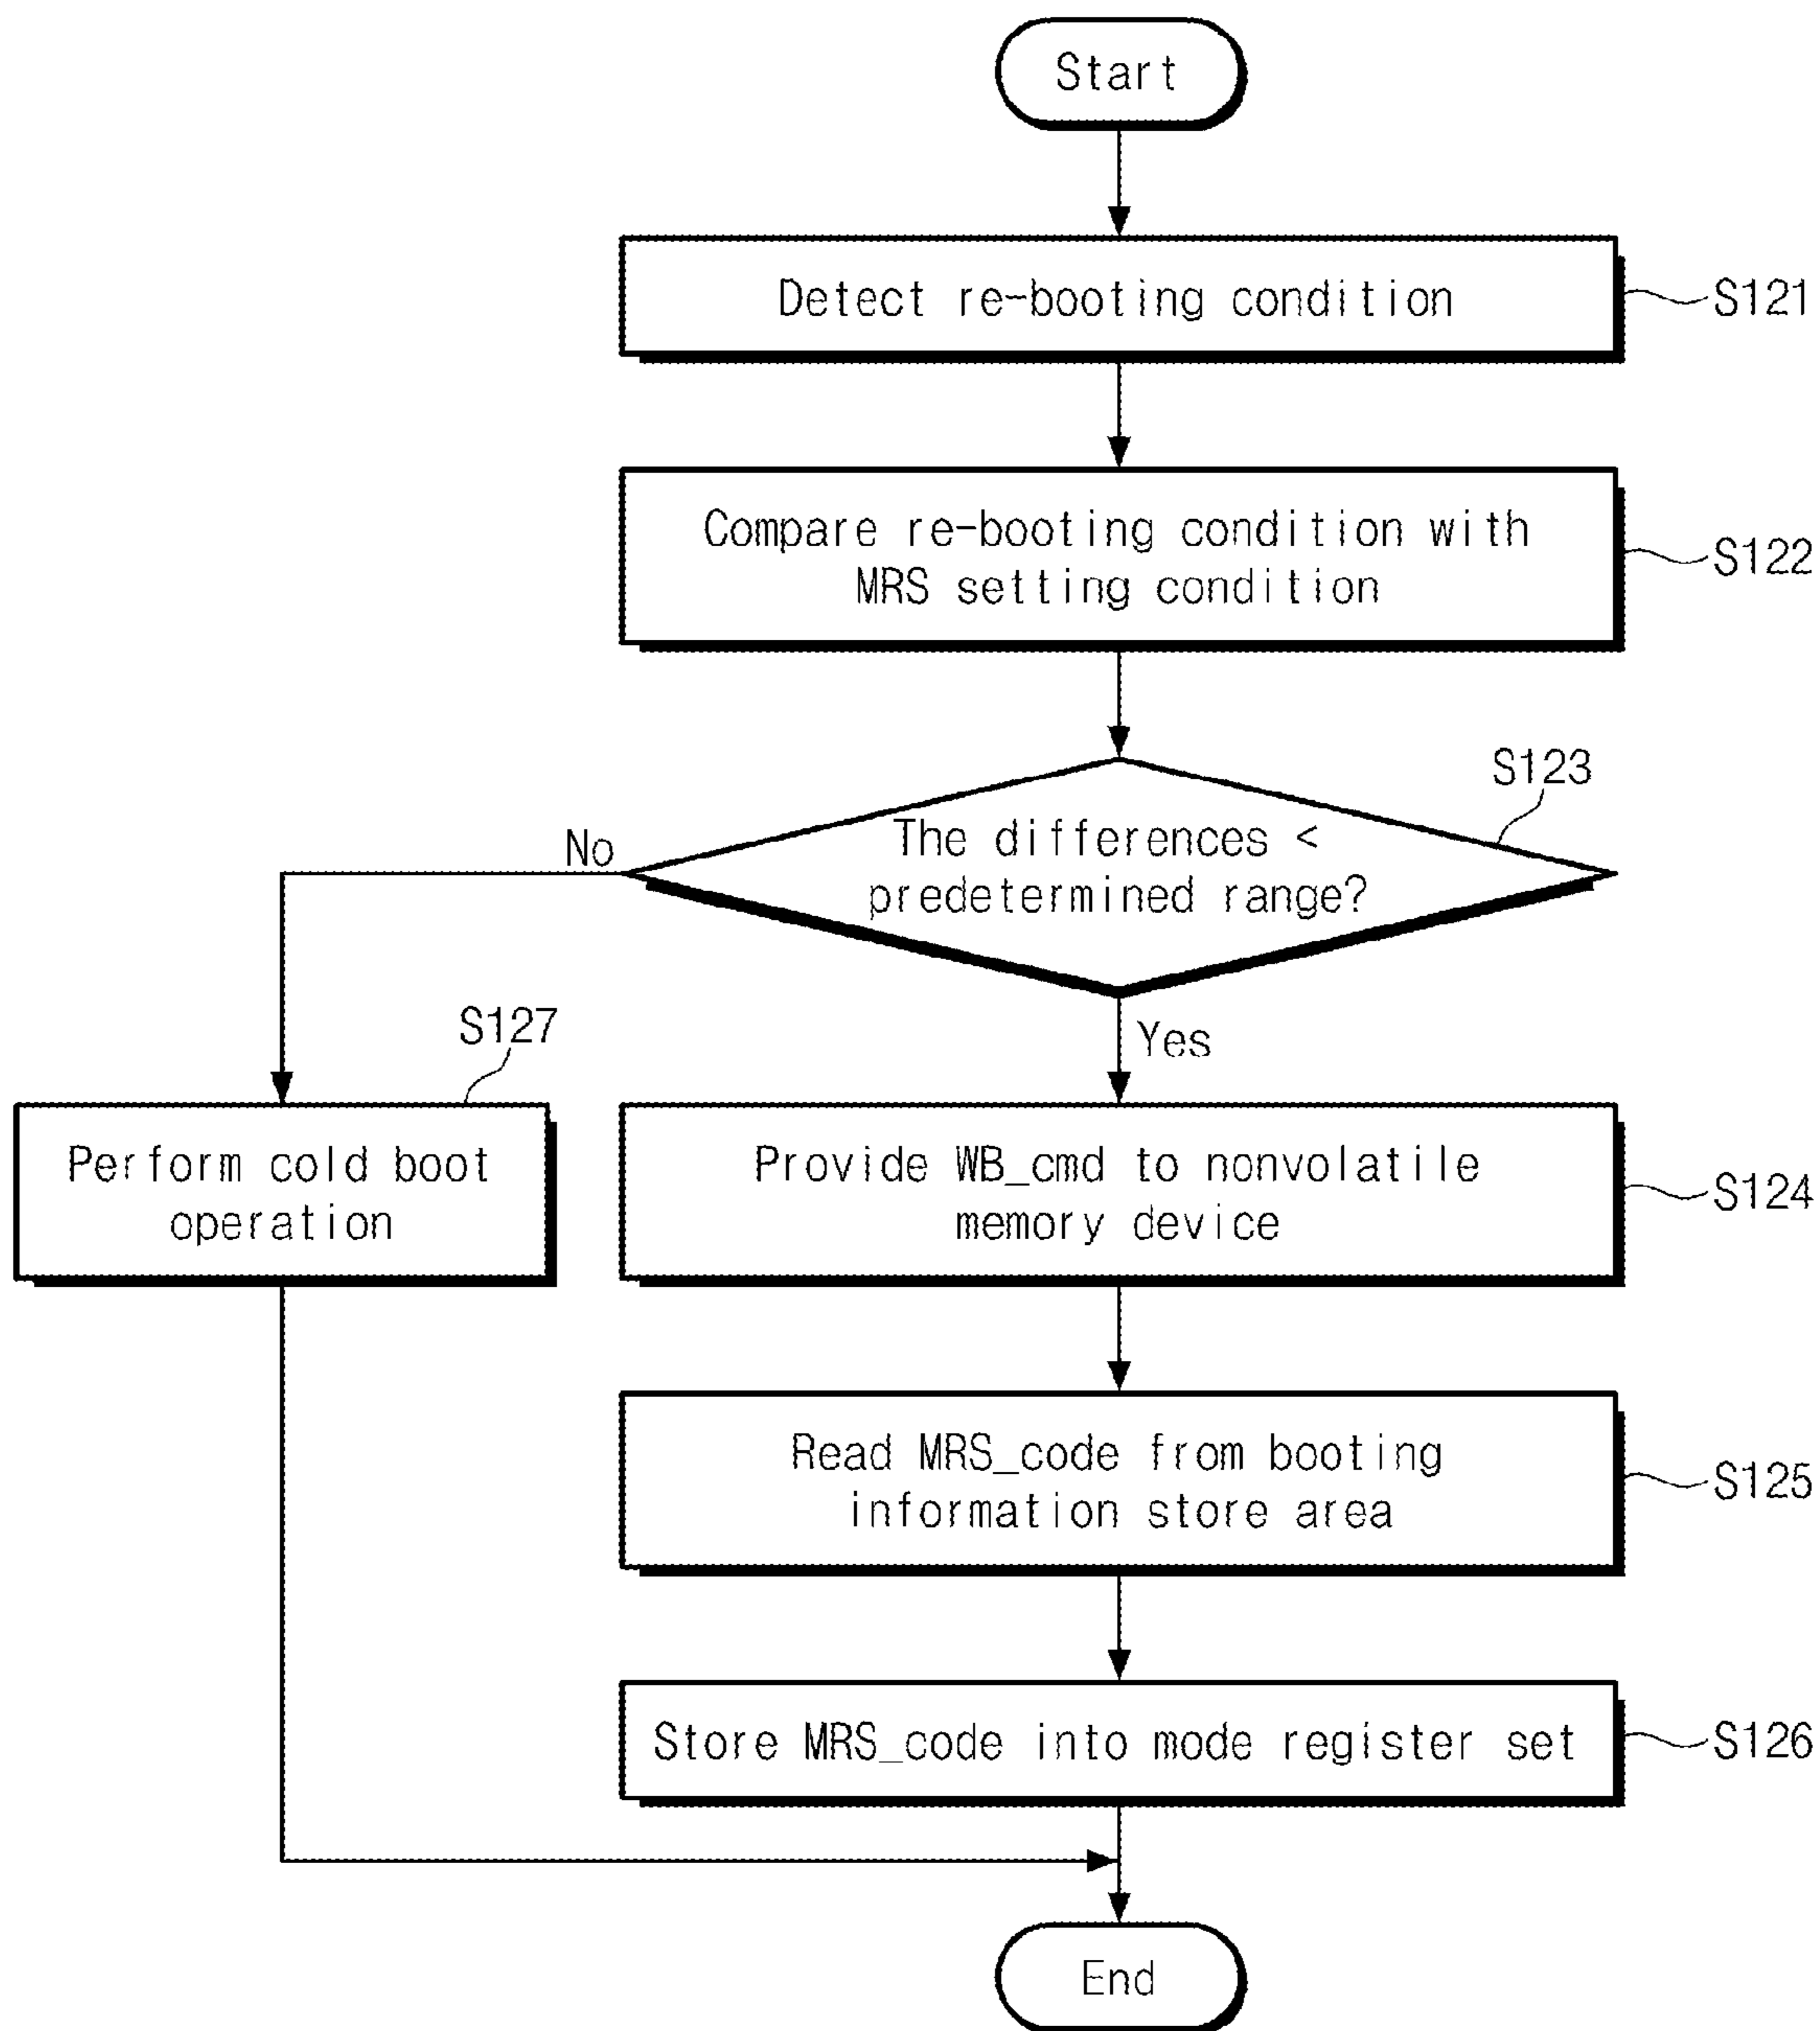 Start
Detect re-booting condition
S121
Compare re-booting condition with
MRS setting condition
S122
S123
The differences <
predetermined range?
No
Yes
S127
Perform cold boot
operation
Provide WB_cmd to nonvolatile
memory device
S124
Read MRS_code from booting
information store area
S125
Store MRS_code into mode register set
S126
End